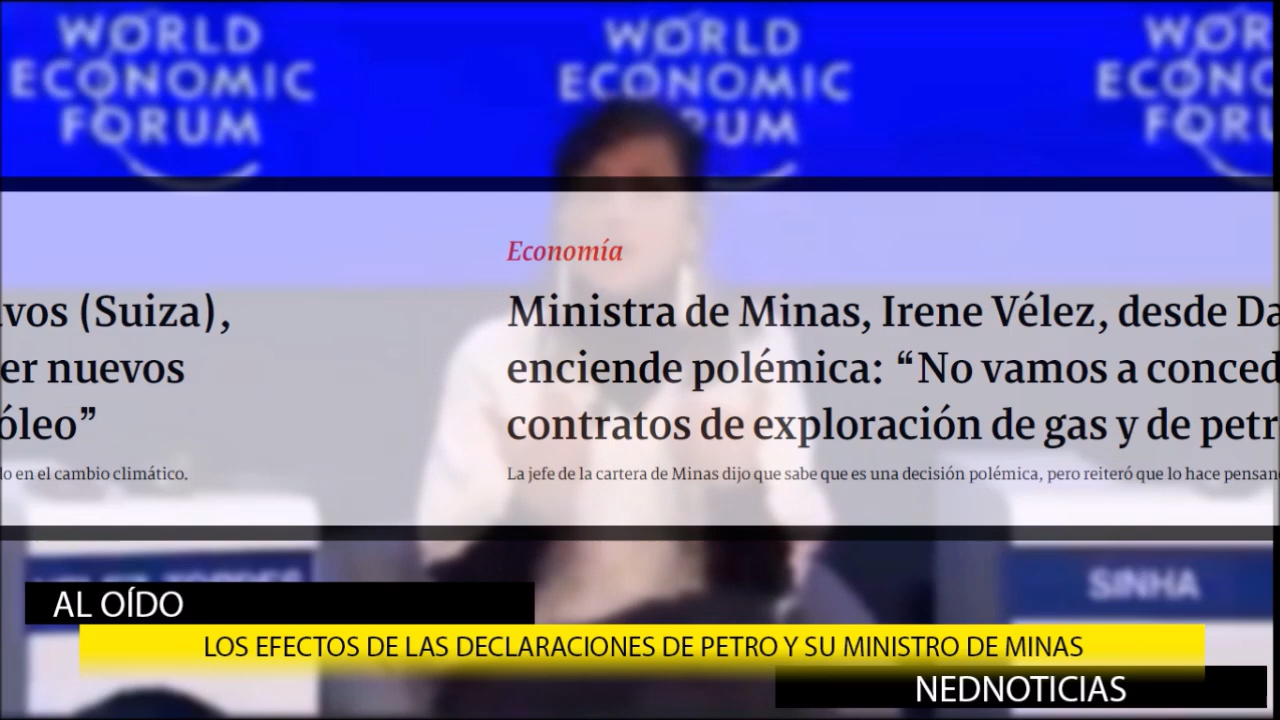 WORLD
ECONOMIC
FORUM
WORLD
ECONOMIC
FORUM
Economía
vos (Suiza),
er nuevos
óleo”
do en el cambio climático.
Ministra de Minas, Irene Vélez, desde Da
enciende polémica: “No vamos a conced
contratos de exploración de gas y de petr
La jefe de la cartera de Minas dijo que sabe que es una decisión polémica, pero reiteró que lo hace pensan
SINHA
AL OÍDO
LOS EFECTOS DE LAS DECLARACIONES DE PETRO Y SU MINISTRO DE MINAS
NEDNOTICIAS